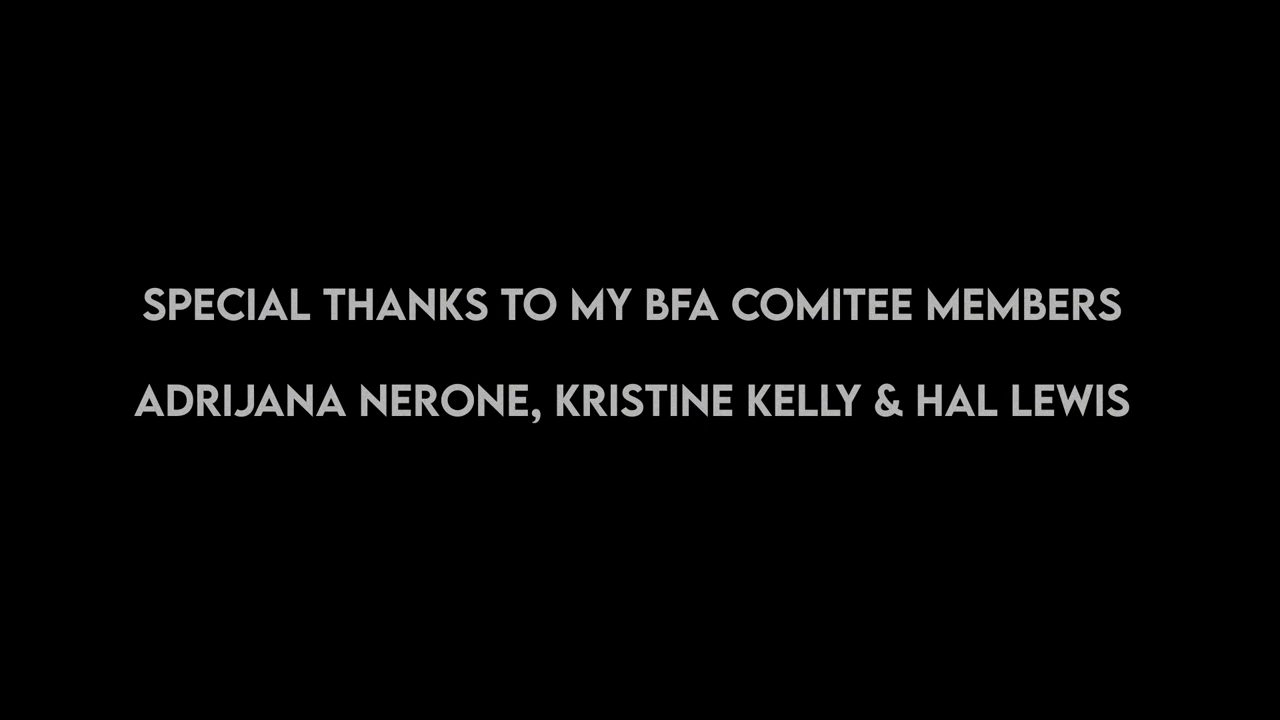 SPECIAL THANKS TO MY BFA COMITEE MEMBERS
ADRIJANA NERONE, KRISTINE KELLY & HAL LEWIS